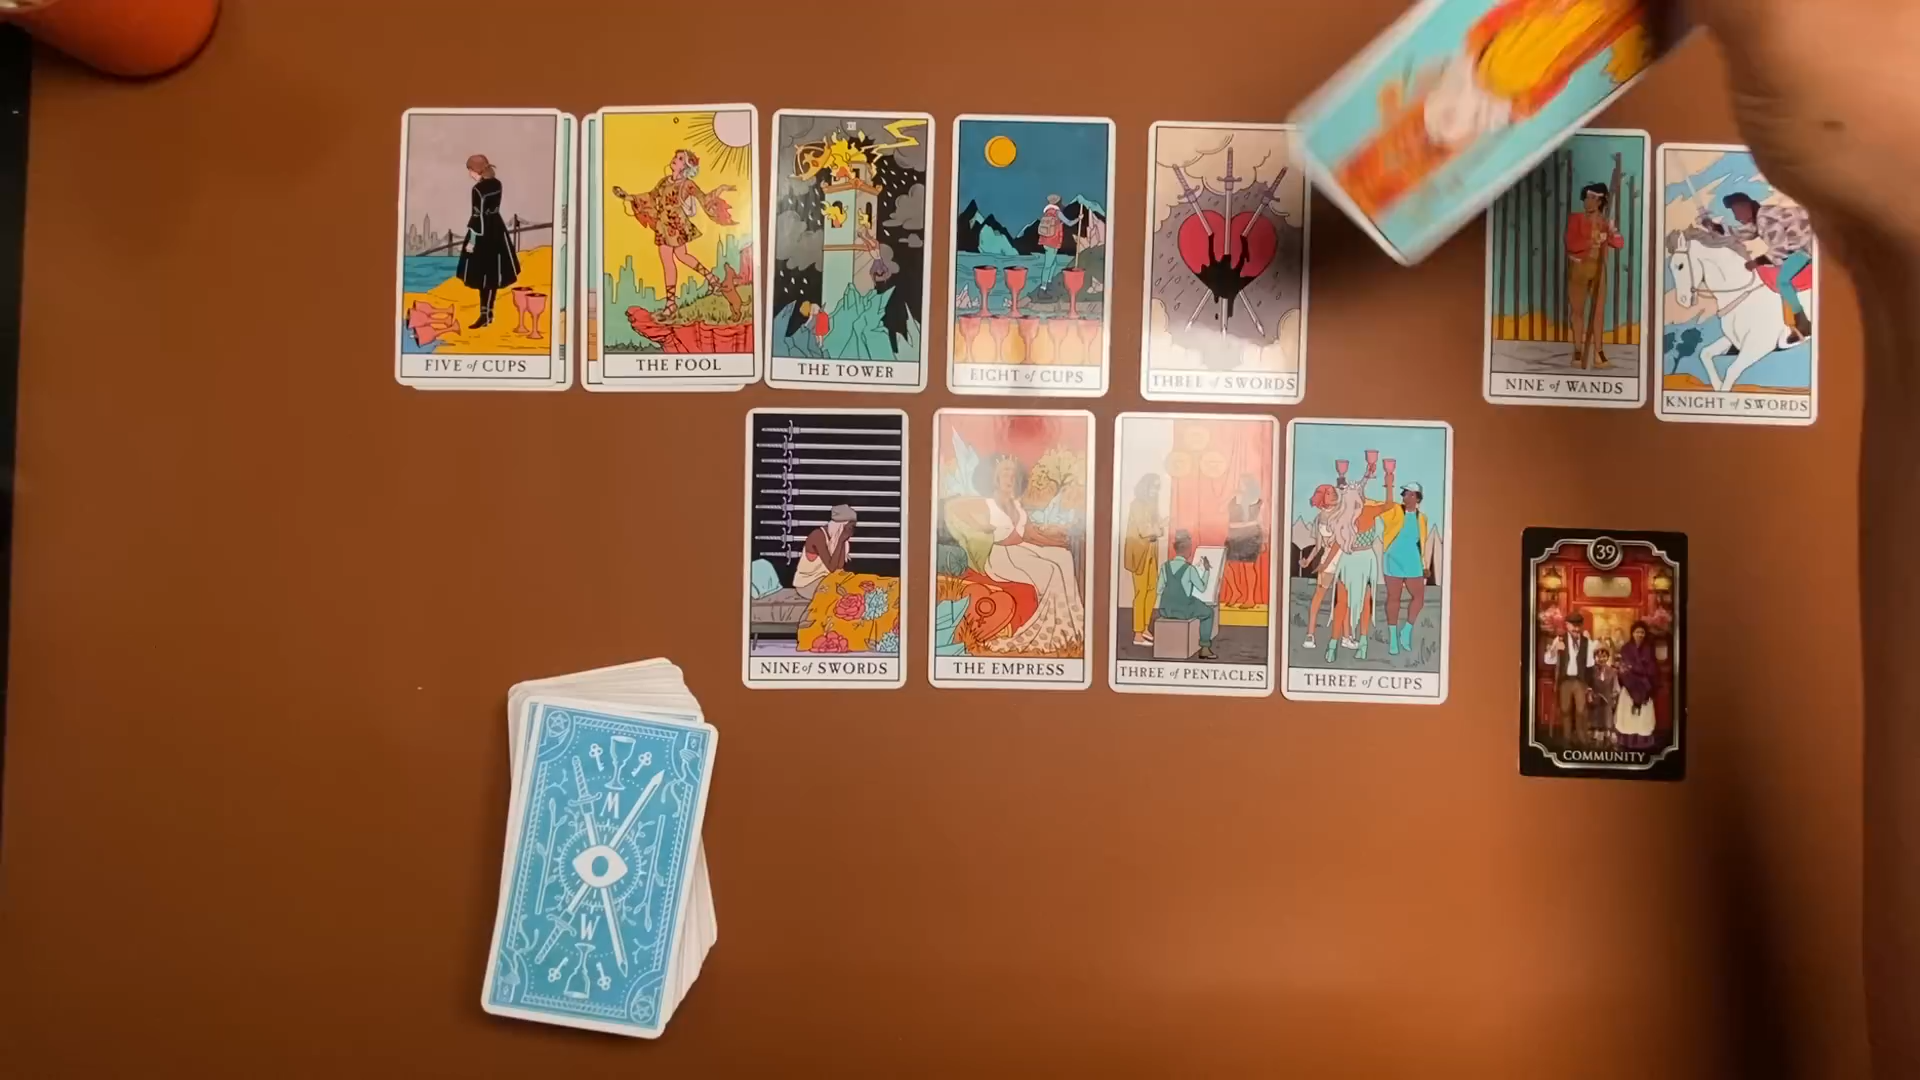 FIVE of CUPS
THE FOOL
THE TOWER
EIGHT of CUPS
THREE of SWORDS
NINE of WANDS
KNIGHT of SWORDS
NINE of SWORDS
THE EMPRESS
THREE of PENTACLES
THREE of CUPS
39
COMMUNITY
M
W